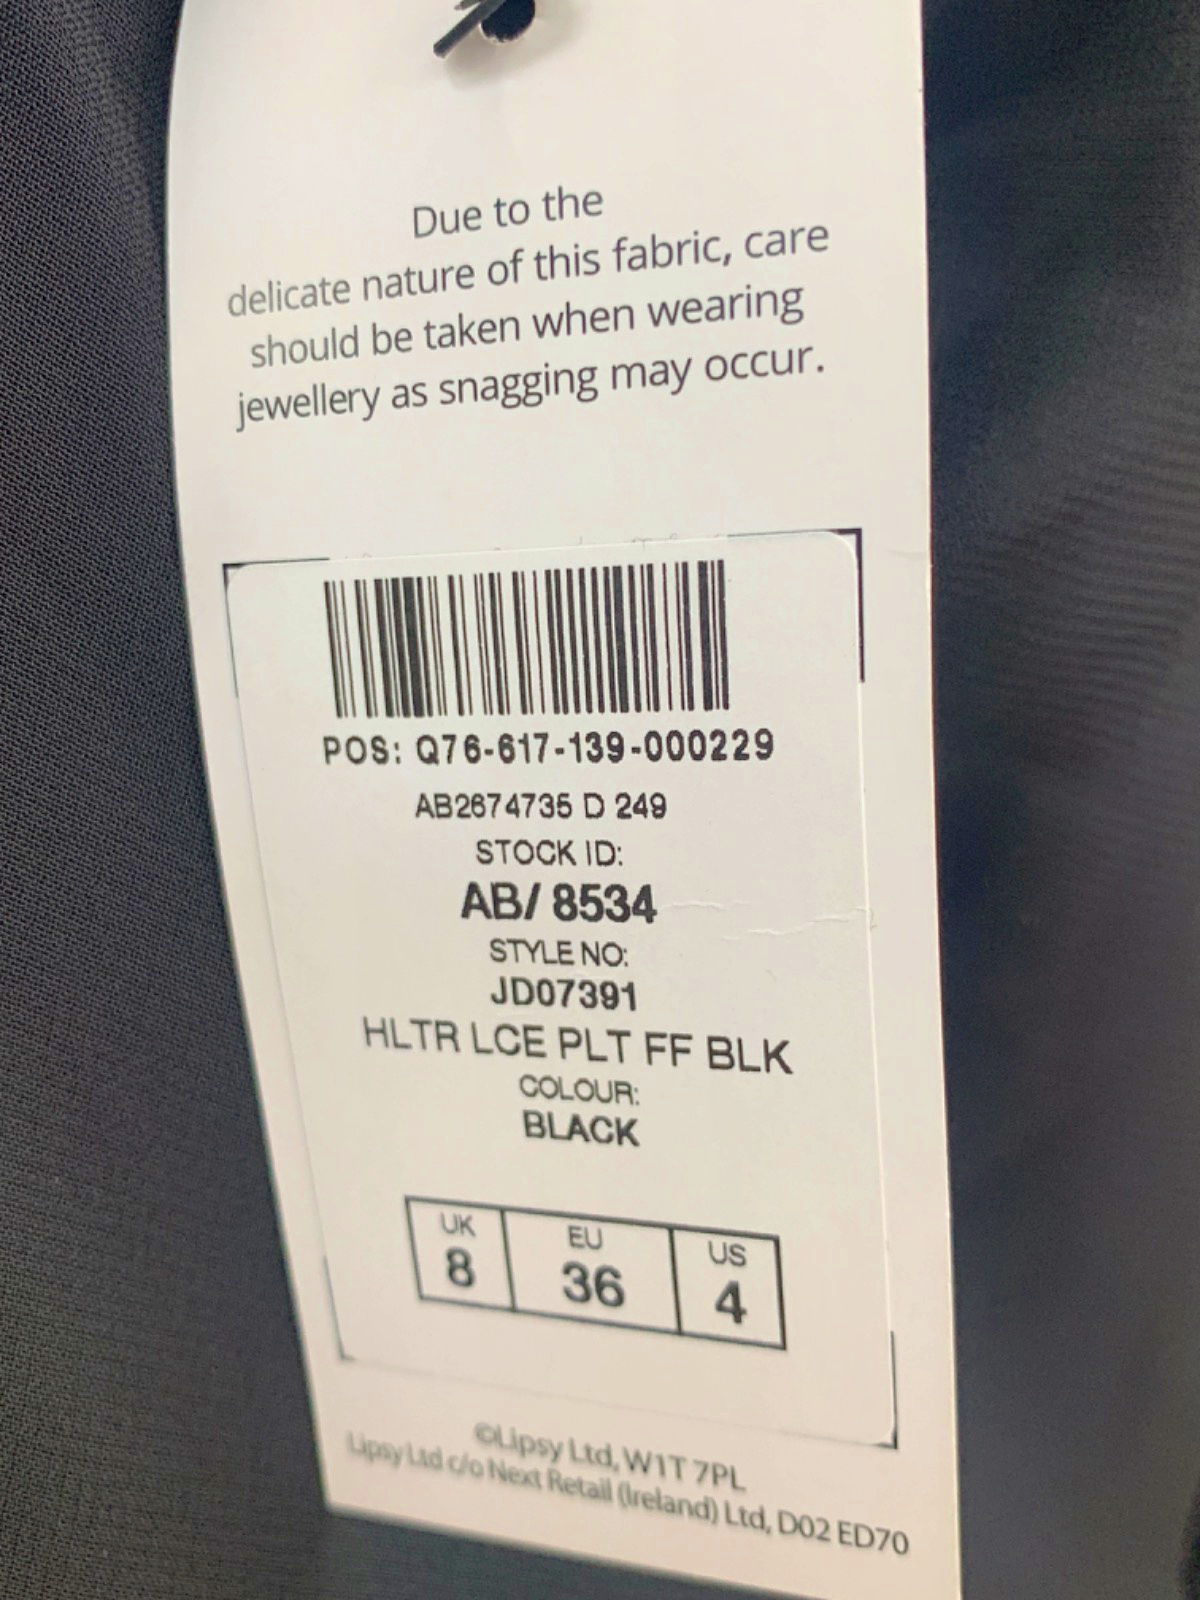 Due to the
delicate nature of this fabric, care
should be taken when wearing
jewellery as snagging may occur.
POS: Q76-617-139-000229
AB2674735 D 249
STOCK ID:
AB/ 8534
STYLE NO:
JD07391
HLTR LCE PLT FF BLK
COLOUR:
BLACK
UK EU US
8 36 4
©Lipsy Ltd, W1T 7PL
Lipsy Ltd c/o Next Retail (Ireland) Ltd, D02 ED70